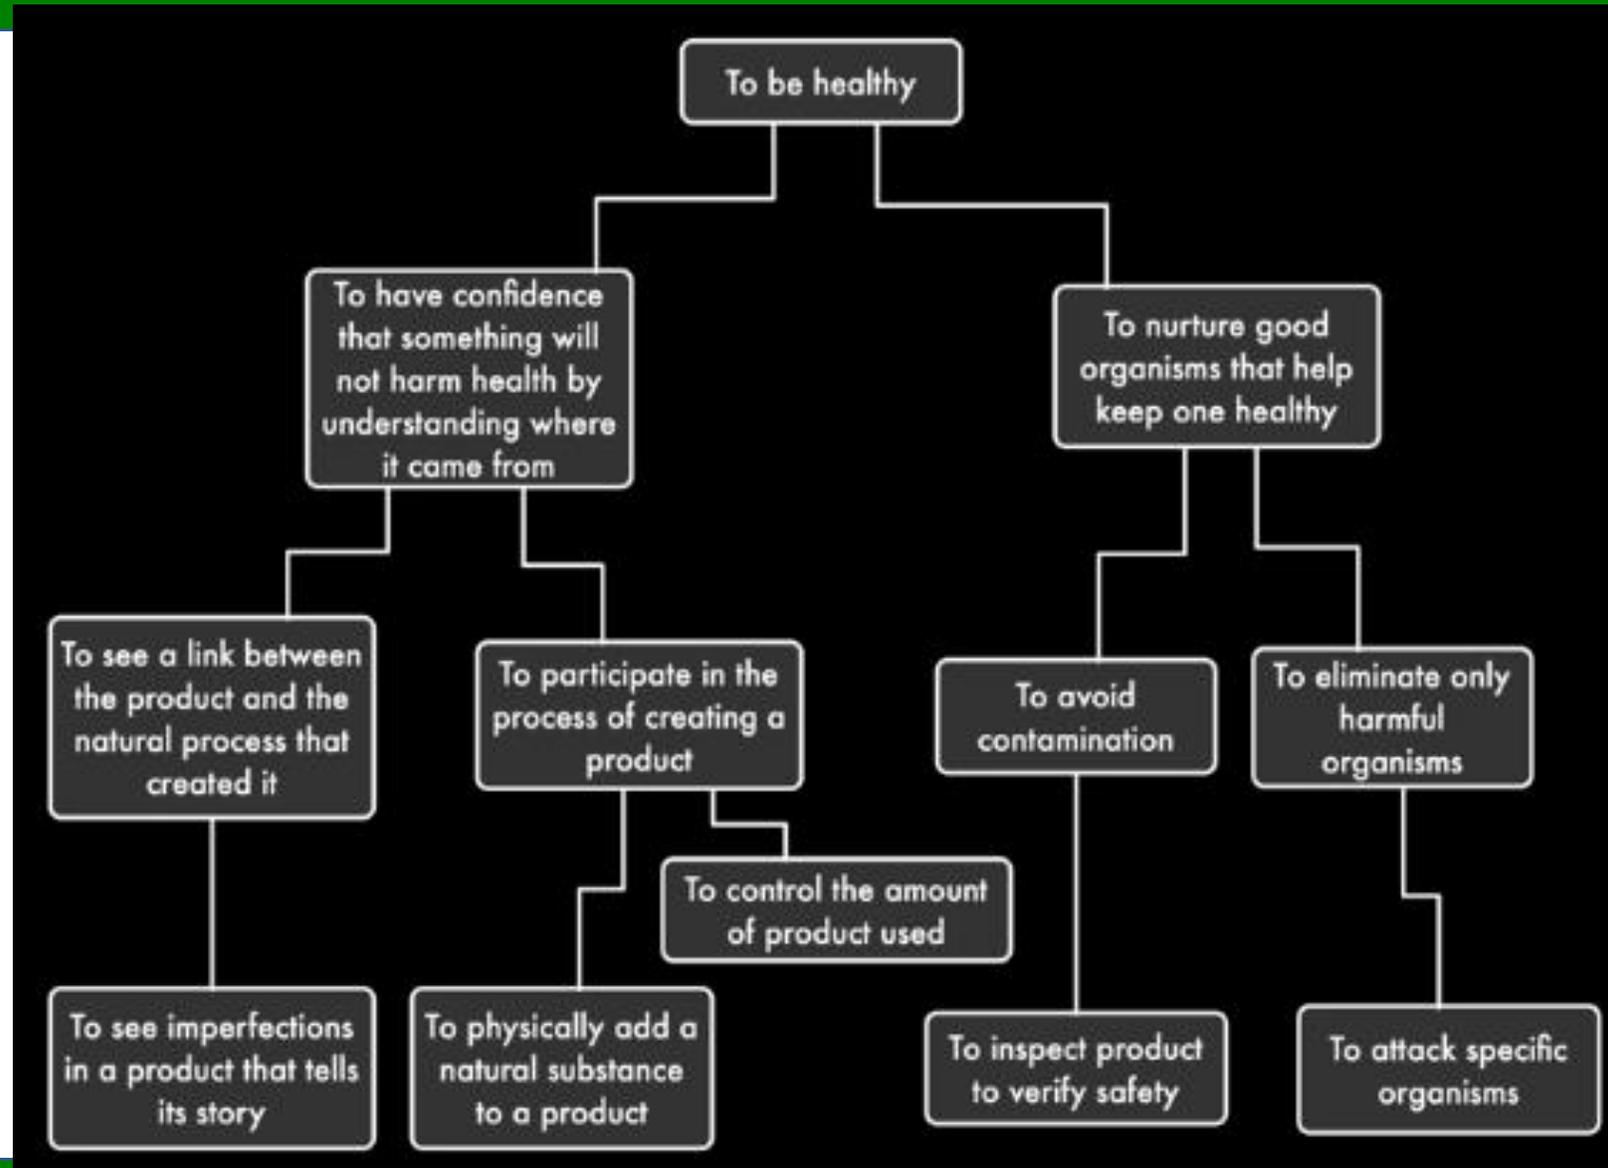 To be healthy
To have confidence
that something will
not harm health by
understanding where
it came from
To nurture good
organisms that help
keep one healthy
To see a link between
the product and the
natural process that
created it
To participate in the
process of creating a
product
To avoid
contamination
To eliminate only
harmful
organisms
To control the amount
of product used
To see imperfections
in a product that tells
its story
To physically add a
natural substance
to a product
To inspect product
to verify safety
To attack specific
organisms